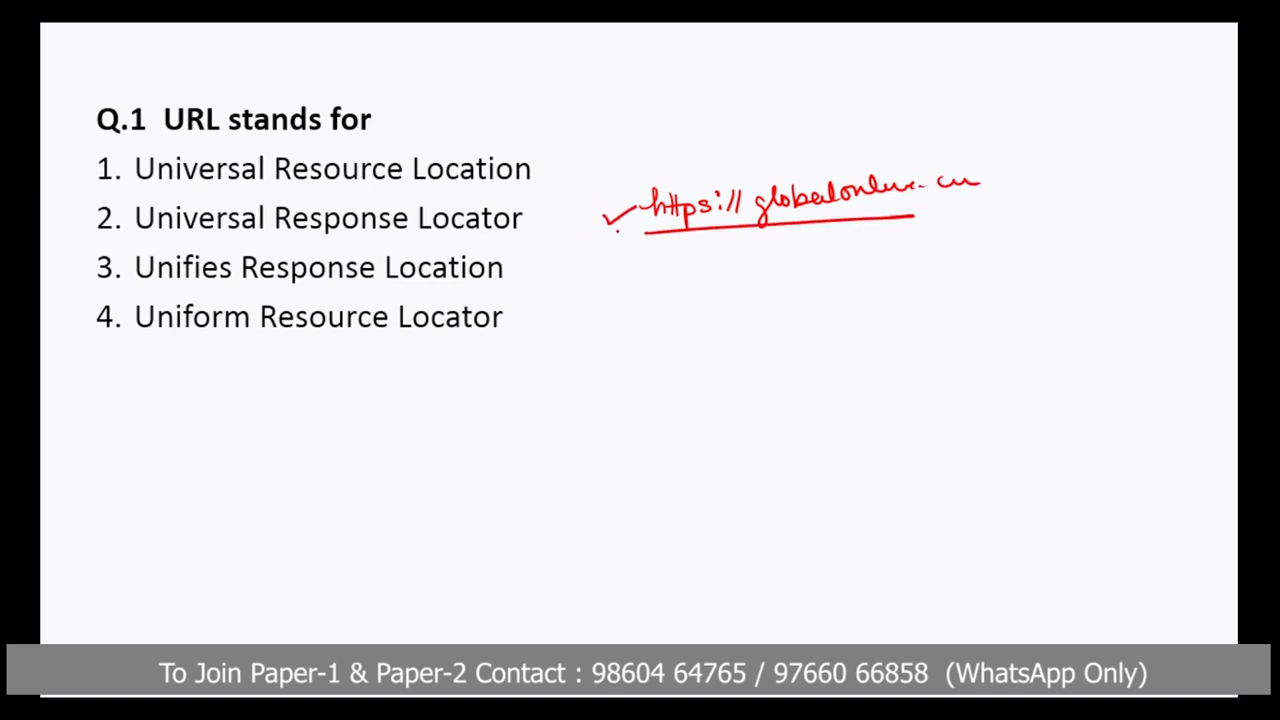 Q.1 URL stands for
1. Universal Resource Location
2. Universal Response Locator
3. Unifies Response Location
4. Uniform Resource Locator
https://
To Join Paper-1 & Paper-2 Contact : 98604 64765 / 97660 66858 (WhatsApp Only)